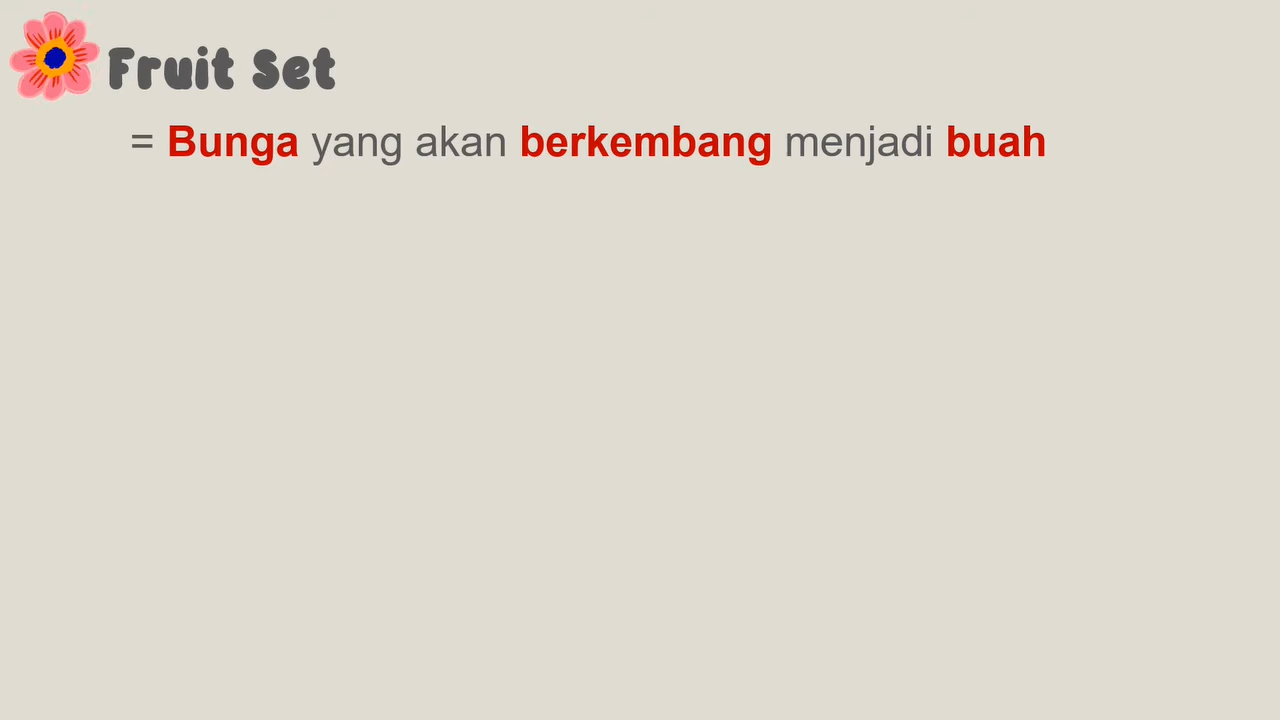 Fruit Set
= Bunga yang akan berkembang menjadi buah